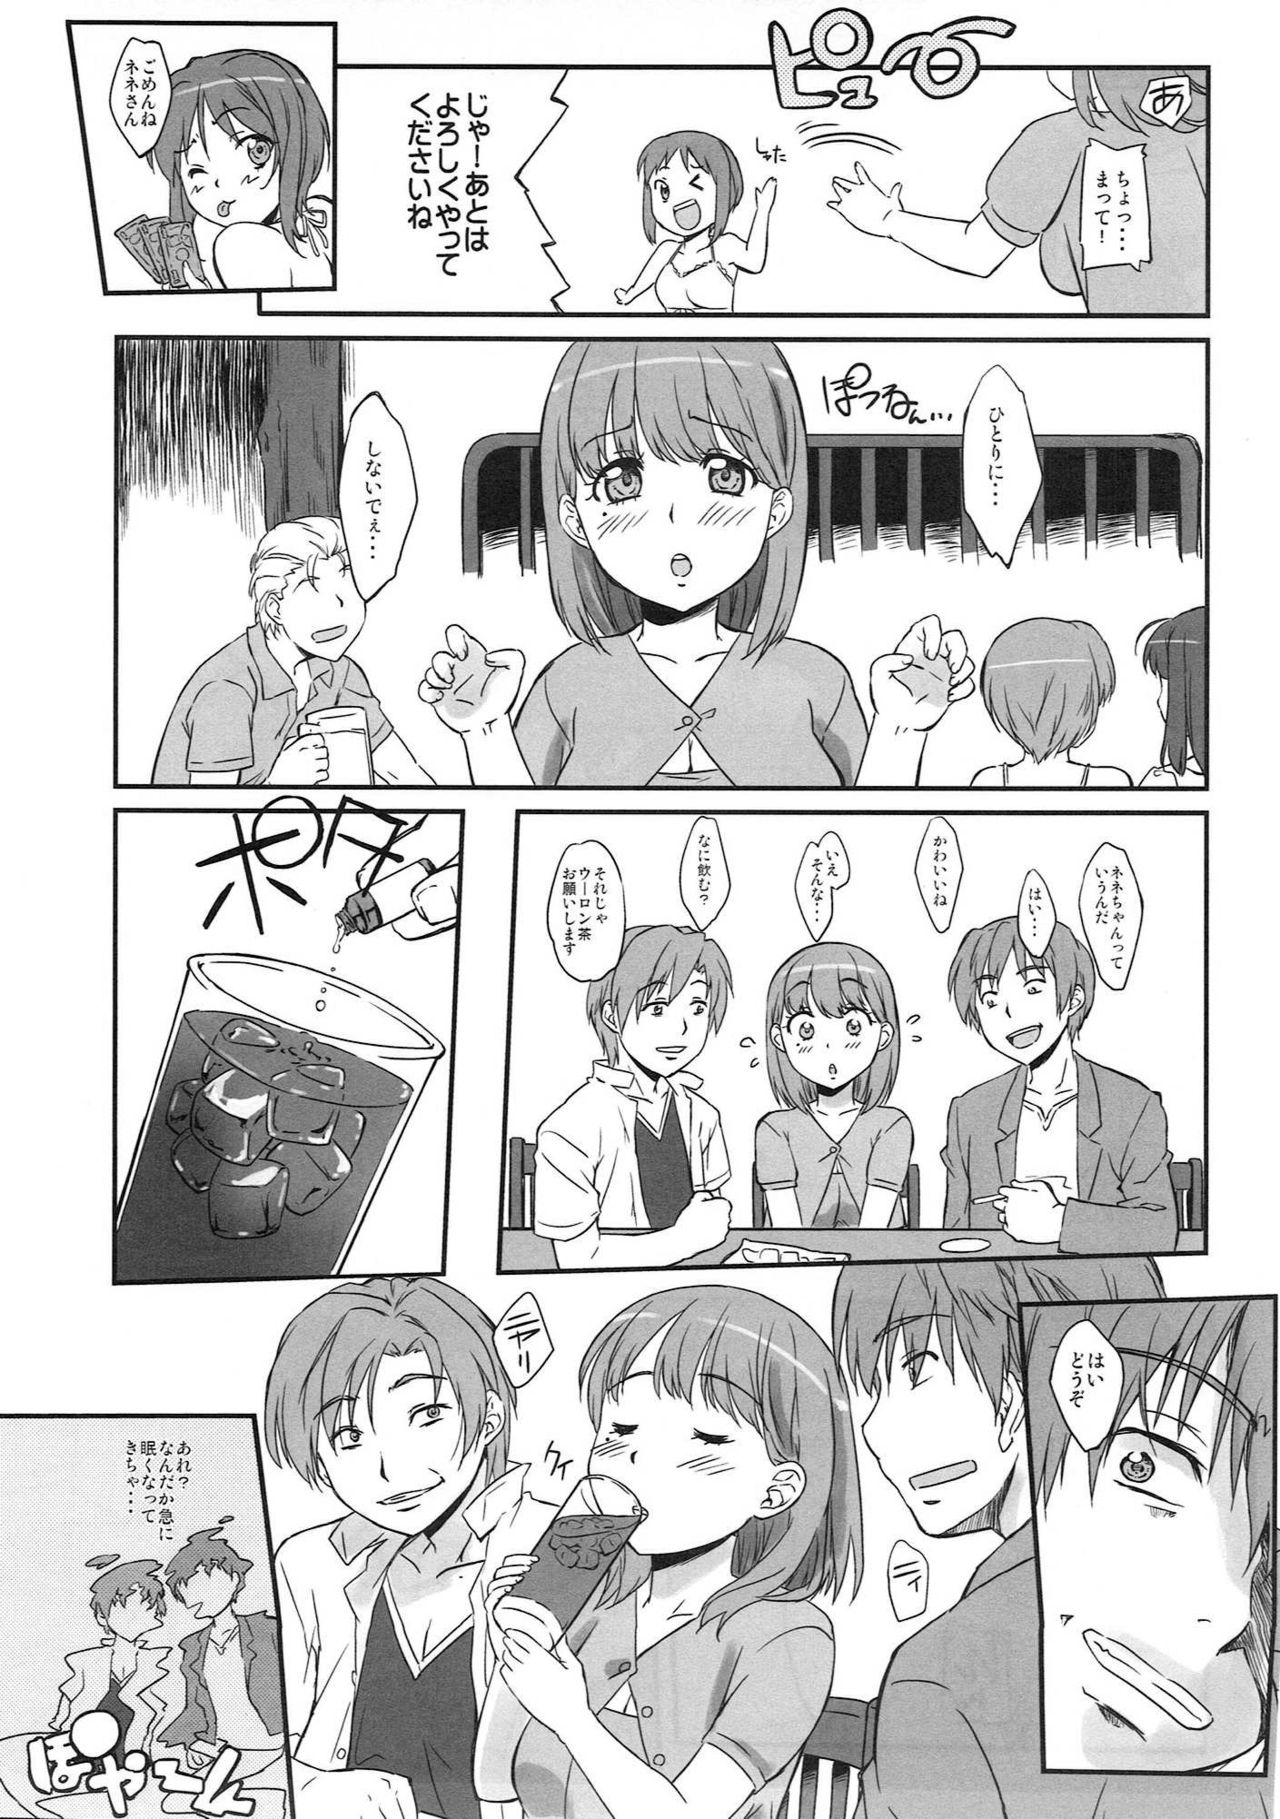 あ
ちょっ・・・
まって！
ピュー
しゅた
じゃーあとは
よろしくやって
くださいね
ごめんね
ネネさん
ひとりに・・・
ぽつねん・・・
しないでぇ・・・
ネネちゃんって
いうんだ
はい・・・
かわいいね
いえ
そんな・・・
なに飲む？
それじゃ
ウーロン茶
お願いします
ポタ
はい
どうぞ
ニヤリ
クイ
あれ？
なんだか急に
眠くなって
きちゃ・・・
ぽや〜ん